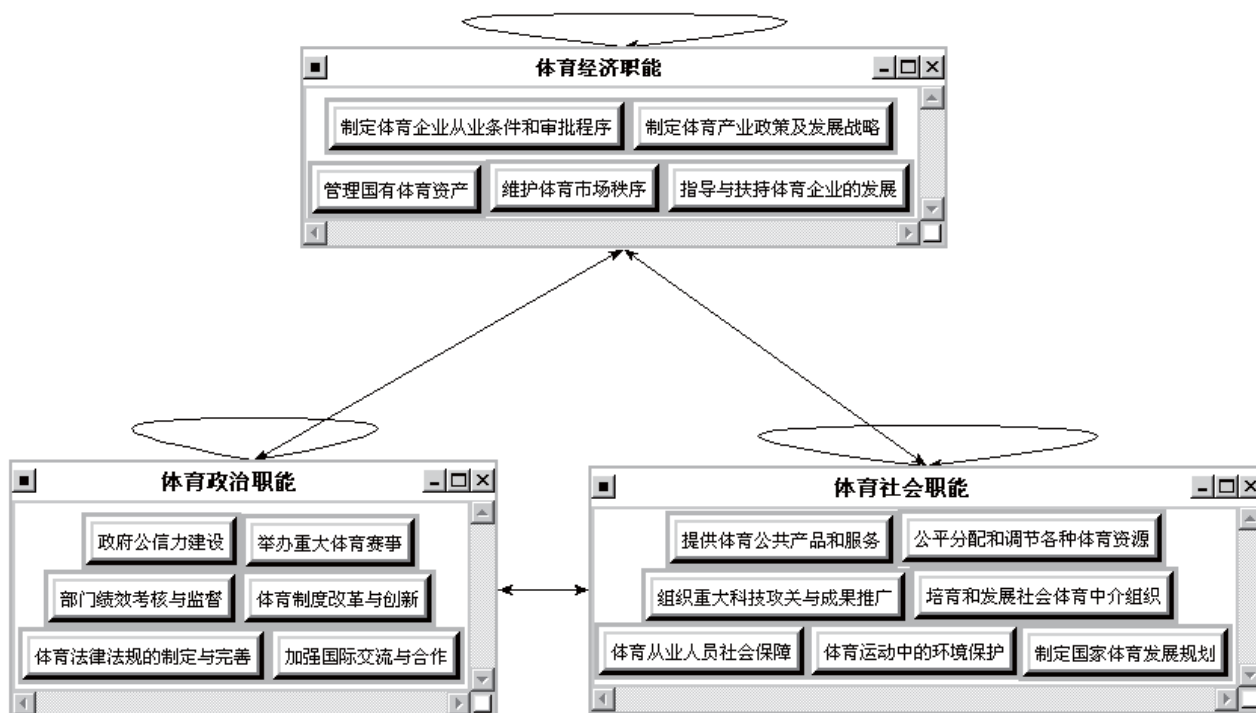 体育经济职能
制定体育企业从业条件和审批程序
制定体育产业政策及发展战略
管理国有体育资产
维护体育市场秩序
指导与扶持体育企业的发展
体育政治职能
政府公信力建设
举办重大体育赛事
部门绩效考核与监督
体育制度改革与创新
体育法律法规的制定与完善
加强国际交流与合作
体育社会职能
提供体育公共产品和服务
公平分配和调节各种体育资源
组织重大科技攻关与成果推广
培育和发展社会体育中介组织
体育从业人员社会保障
体育运动中的环境保护
制定国家体育发展规划